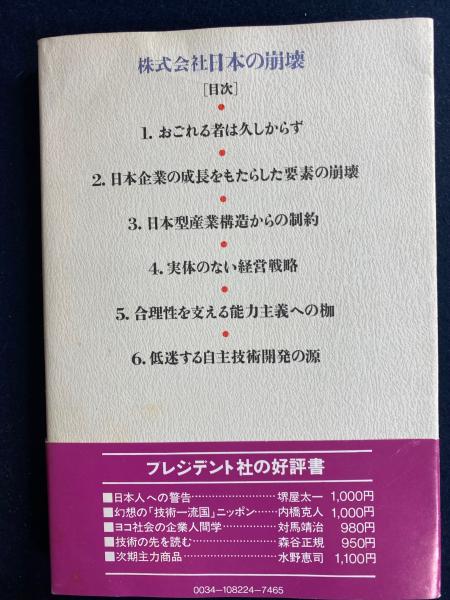 株式会社日本の崩壊
[目次]
1. おごれる者は久しからず
2. 日本企業の成長をもたらした要素の崩壊
3. 日本型産業構造からの制約
4. 実体のない経営戦略
5. 合理性を支える能力主義への枷
6. 低迷する自主技術開発の源
プレジデント社の好評書
■日本人への警告………………………堺屋太一 1,000円
■幻想の「技術一流国」ニッポン……内橋克人 1,000円
■ヨコ社会の企業人間学………………対馬靖治 980円
■技術の先を読む………………………森谷正規 950円
■次期主力商品…………………………水野恵司 1,100円
0034-108224-7465